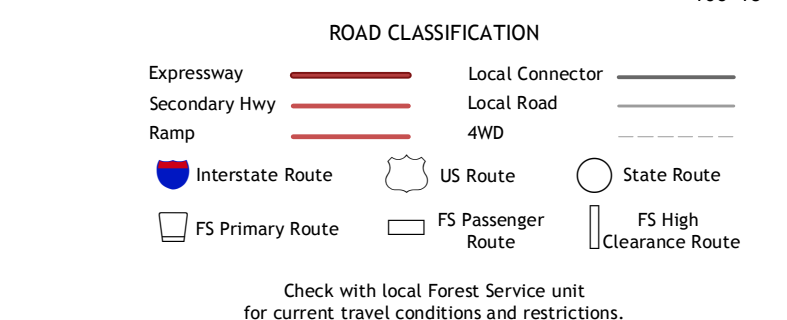 ROAD CLASSIFICATION
Expressway
Local Connector
Secondary Hwy
Local Road
Ramp
4WD
Interstate Route
US Route
State Route
FS Primary Route
FS Passenger
Route
FS High
Clearance Route
Check with local Forest Service unit
for current travel conditions and restrictions.